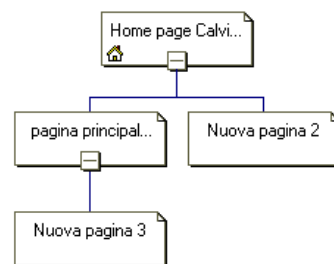 Home page Calvi...
pagina principal...
Nuova pagina 2
Nuova pagina 3